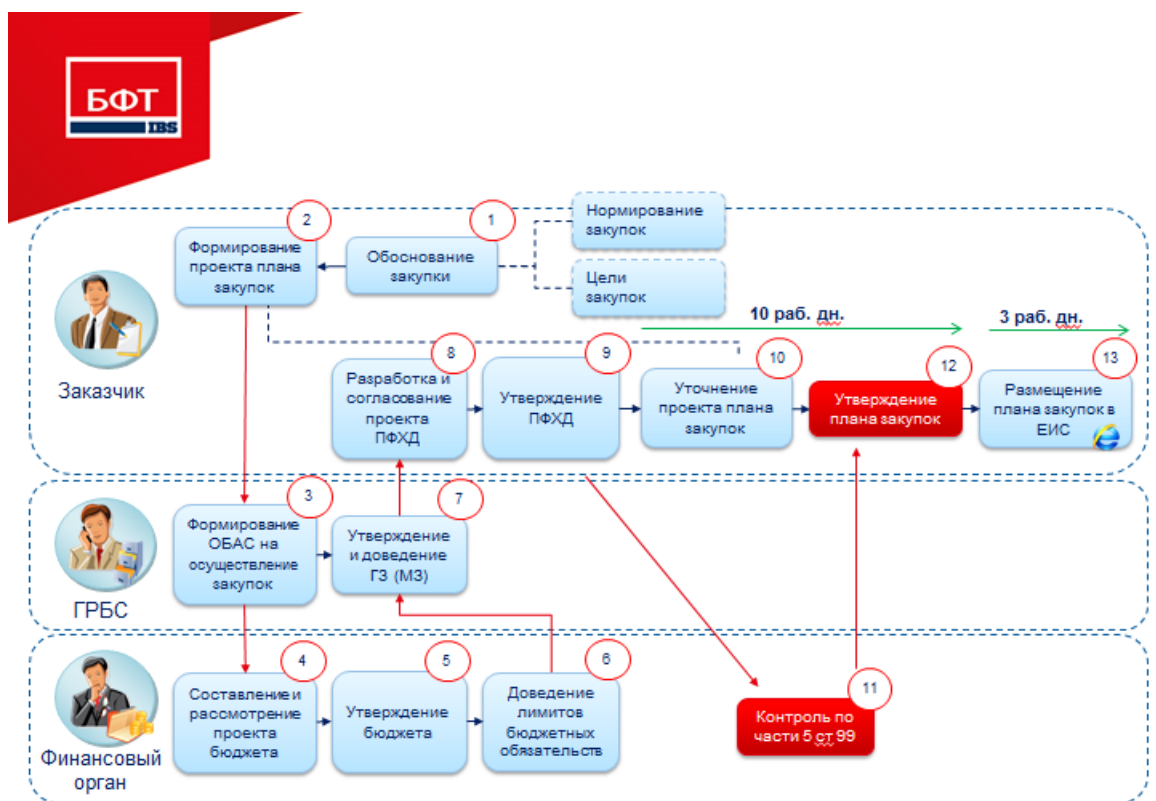 БФТ
IBS
2
Формирование
проекта плана
закупок
1
Обоснование
закупки
Нормирование
закупок
Цели
закупок
10 раб. дн.
3 раб. дн.
Заказчик
8
Разработка и
согласование
проекта
ПФХД
9
Утверждение
ПФХД
10
Уточнение
проекта плана
закупок
12
Утверждение
плана закупок
13
Размещение
плана закупок в
ЕИС
ГРБС
3
Формирование
ОБАС на
осуществление
закупок
7
Утверждение
и доведение
ГЗ (МЗ)
Финансовый
орган
4
Составление и
рассмотрение
проекта
бюджета
5
Утверждение
бюджета
6
Доведение
лимитов
бюджетных
обязательств
11
Контроль по
части 5 ст 99